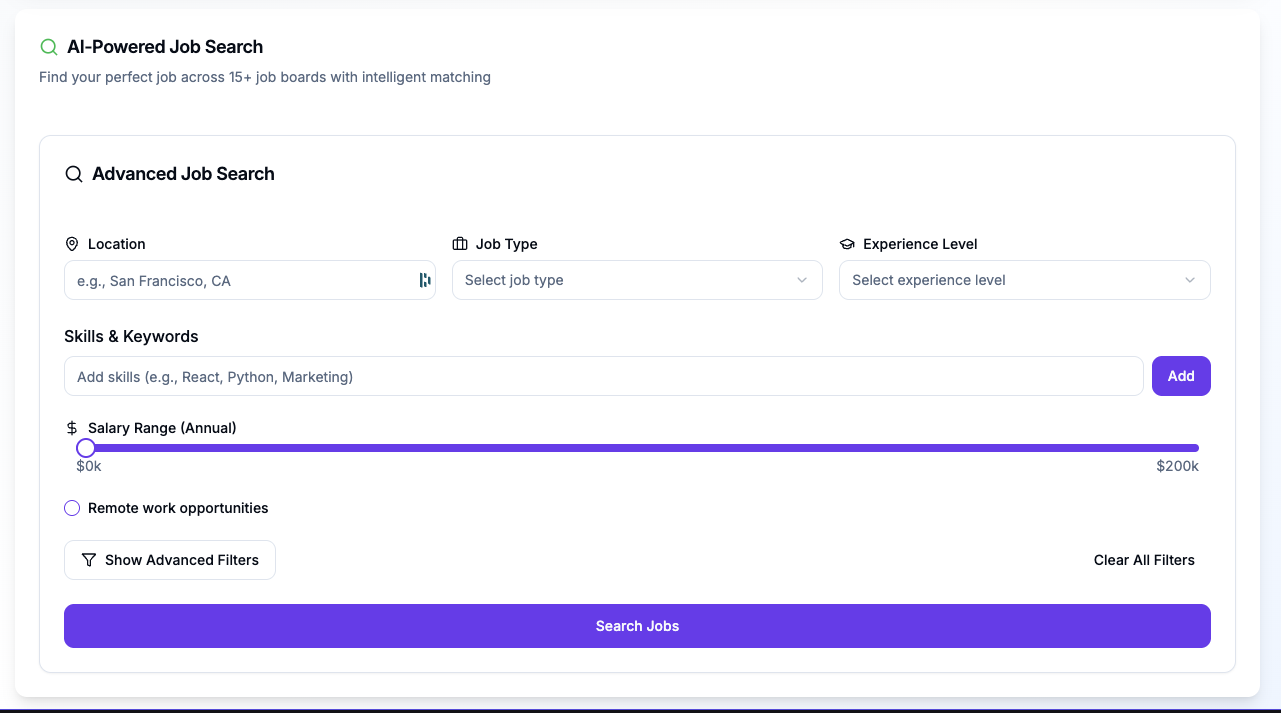 AI-Powered Job Search
Find your perfect job across 15+ job boards with intelligent matching
Advanced Job Search
Location
Job Type
Experience Level
e.g., San Francisco, CA
Select job type
Select experience level
Skills & Keywords
Add skills (e.g., React, Python, Marketing)
Add
Salary Range (Annual)
$0k
$200k
Remote work opportunities
Show Advanced Filters
Clear All Filters
Search Jobs